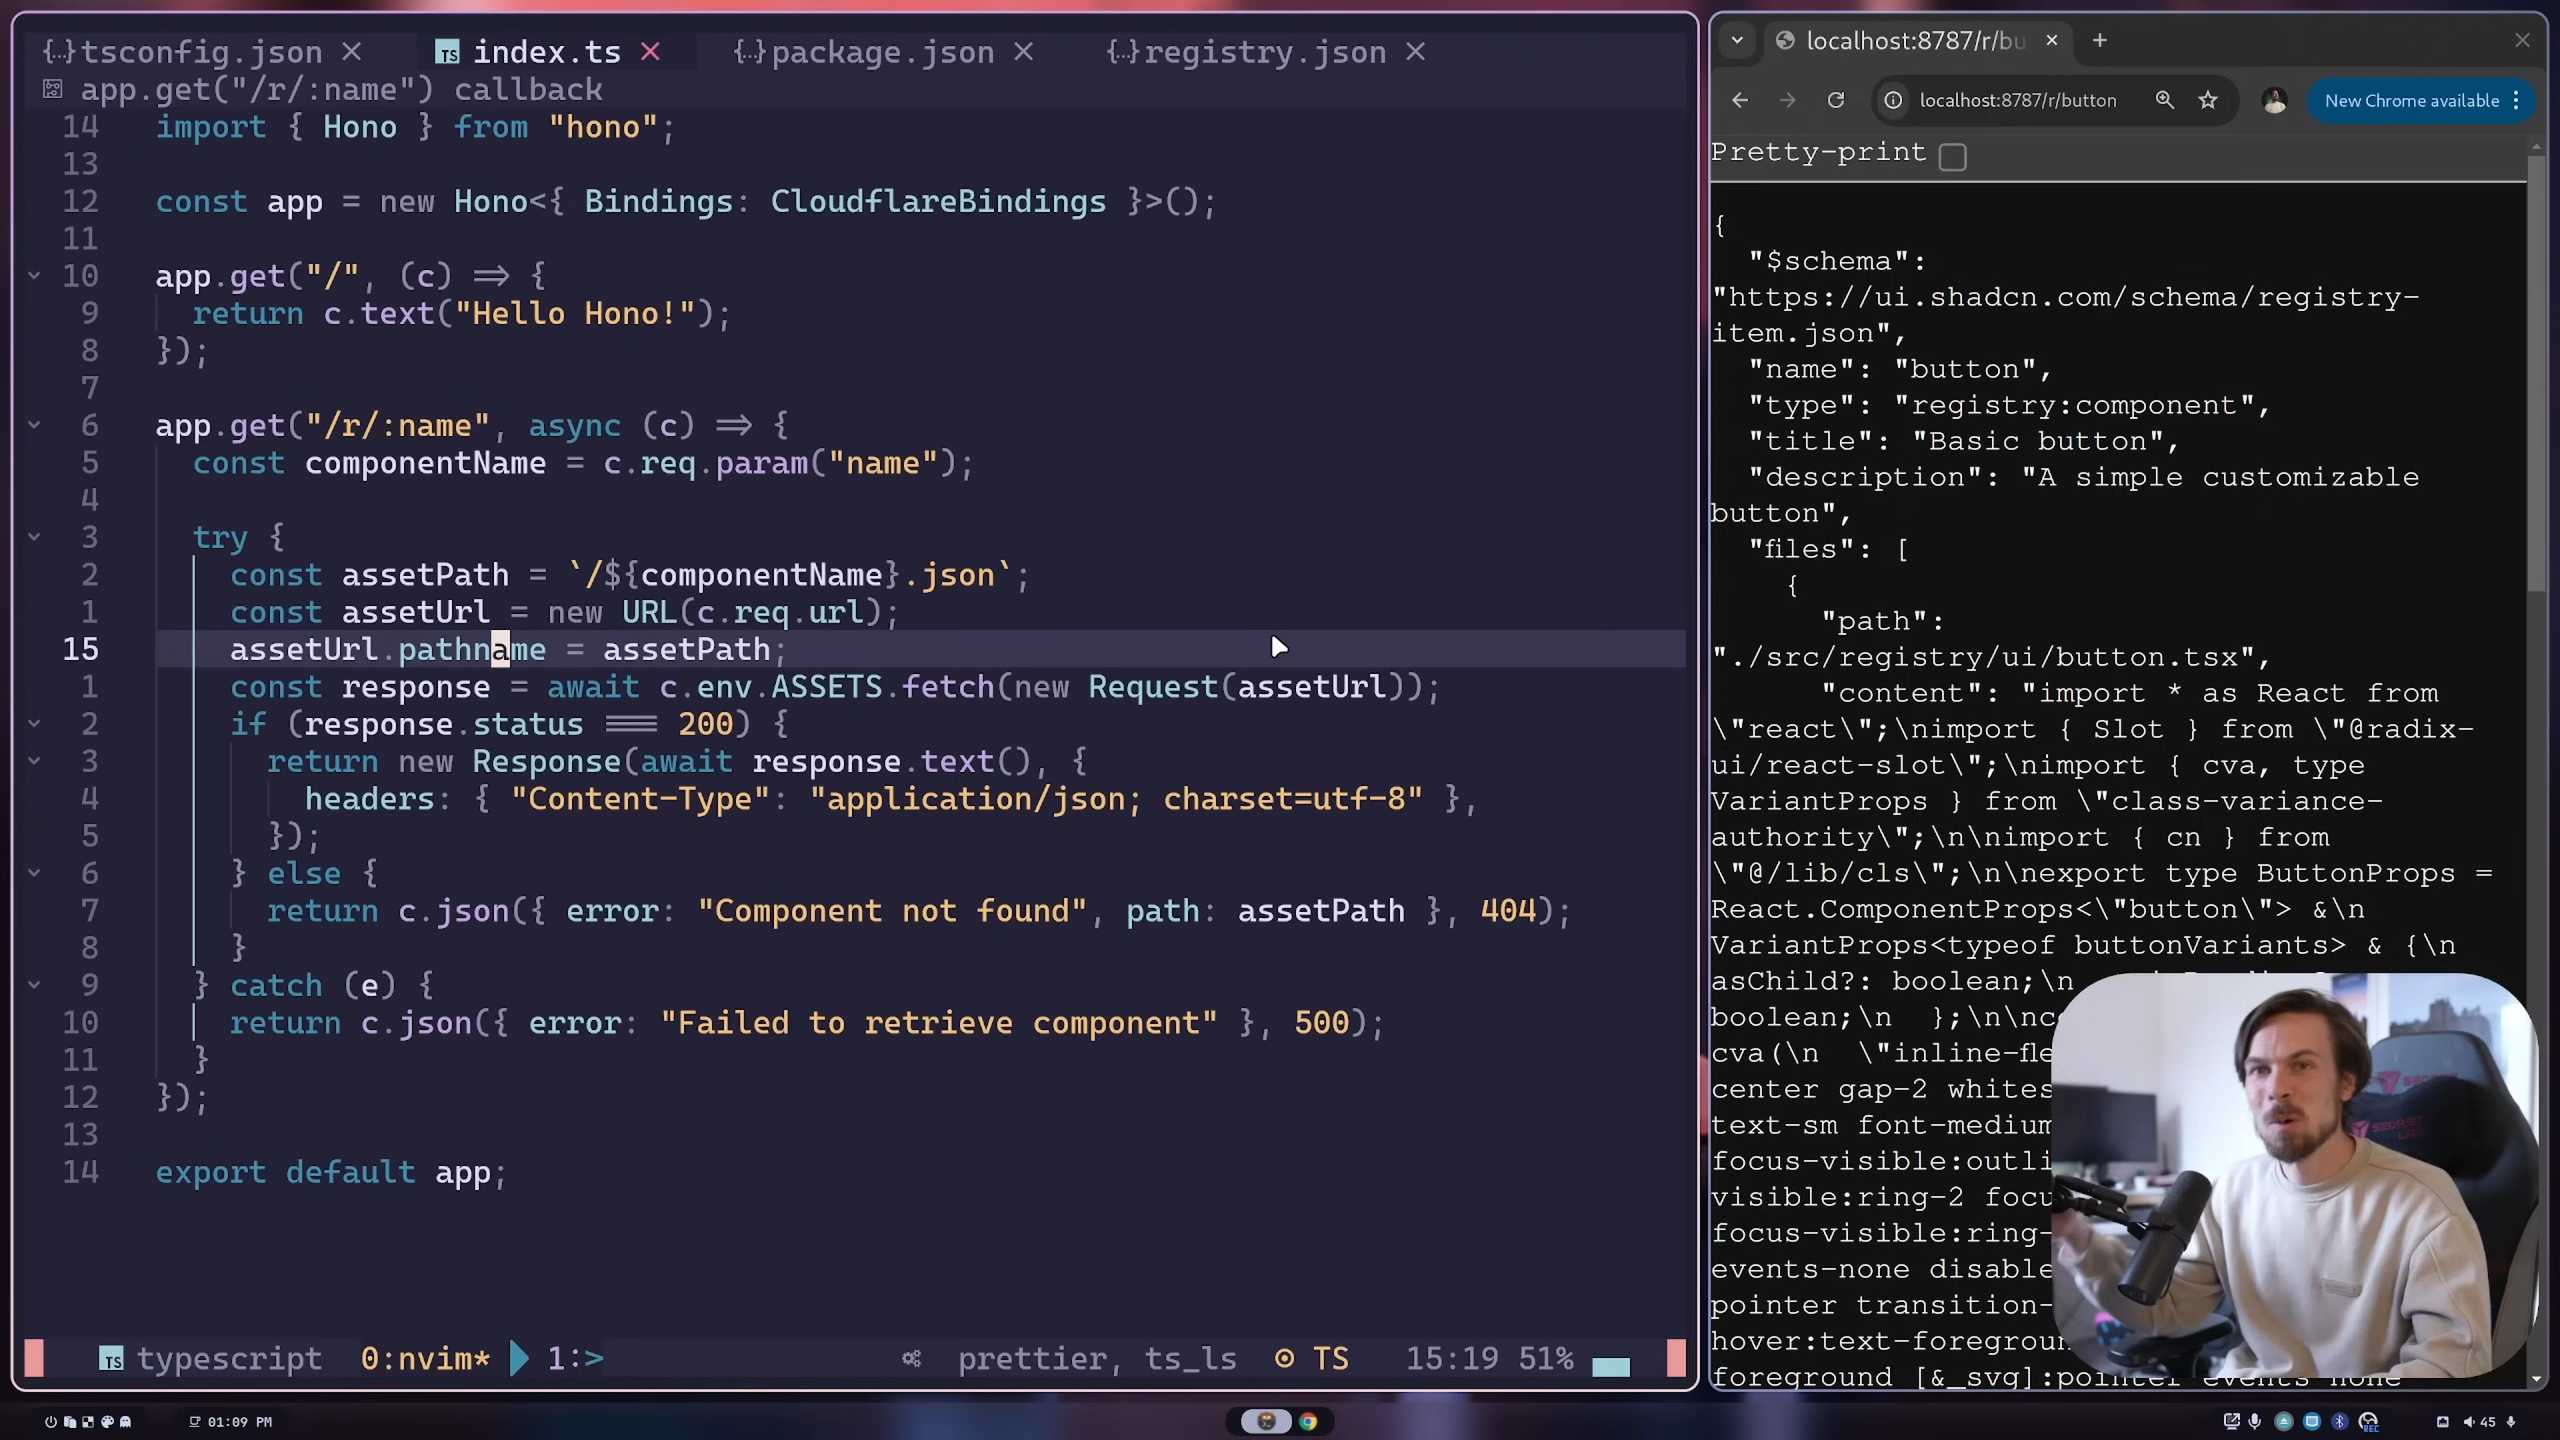 {..}tsconfig.json × TS index.ts × {..}package.json × {..}registry.json ×
app.get("/r/:name") callback
14 import { Hono } from "hono";
13
12 const app = new Hono<{ Bindings: CloudflareBindings }>();
11
10 app.get("/", (c) => {
9 return c.text("Hello Hono!");
8 });
7
6 app.get("/r/:name", async (c) => {
5 const componentName = c.req.param("name");
4
3 try {
2 const assetPath = `/${componentName}.json`;
1 const assetUrl = new URL(c.req.url);
15 assetUrl.pathname = assetPath;
1 const response = await c.env.ASSETS.fetch(new Request(assetUrl));
2 if (response.status === 200) {
3 return new Response(await response.text(), {
4 headers: { "Content-Type": "application/json; charset=utf-8" },
5 });
6 } else {
7 return c.json({ error: "Component not found", path: assetPath }, 404);
8 }
9 } catch (e) {
10 return c.json({ error: "Failed to retrieve component" }, 500);
11 }
12 });
13
14 export default app;
TS typescript 0:nvim* 1:> prettier, ts_ls TS 15:19 51%
localhost:8787/r/bu × +
localhost:8787/r/button New Chrome available
Pretty-print
{
"$schema":
"https://ui.shadcn.com/schema/registry-
item.json",
"name": "button",
"type": "registry:component",
"title": "Basic button",
"description": "A simple customizable
button",
"files": [
{
"path":
"./src/registry/ui/button.tsx",
"content": "import * as React from
\"react\";\nimport { Slot } from \"@radix-
ui/react-slot\";\nimport { cva, type
VariantProps } from \"class-variance-
authority\";\n\nimport { cn } from
\"@/lib/cls\";\n\nexport type ButtonProps =
React.ComponentProps<\"button\"> &\n
VariantProps<typeof buttonVariants> & {\n
asChild?: boolean;\n
boolean;\n };\n\nc
cva(\n \"inline-fle
center gap-2 whites
text-sm font-medium
focus-visible:outli
visible:ring-2 focu
focus-visible:ring-
events-none disable
pointer transition-
hover:text-foregroun
foreground [&_svg]:pointer events none
SECRET LAB
01:09 PM
REC
45